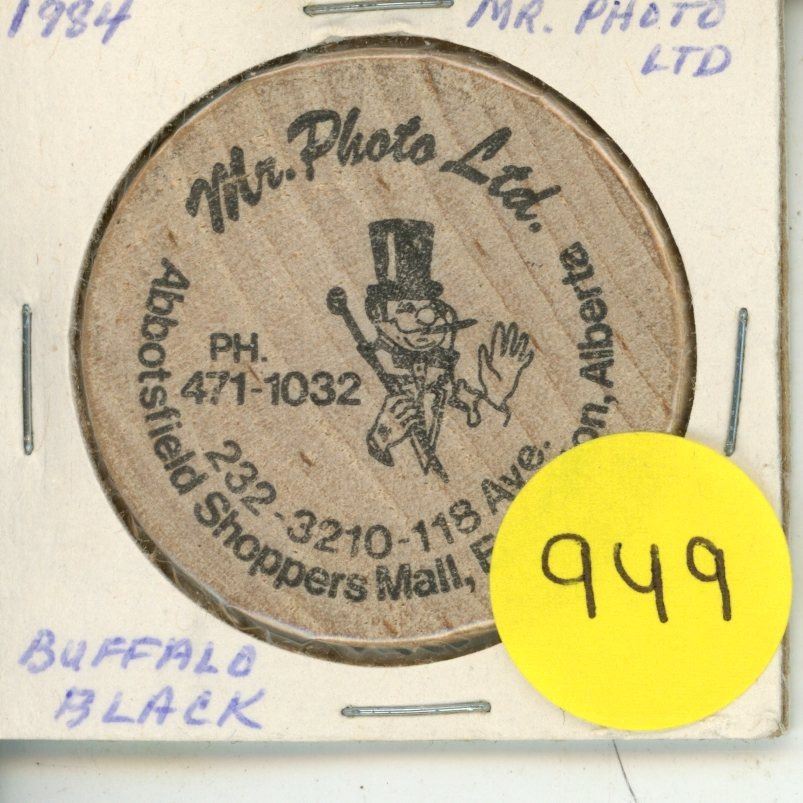 1984
MR. PHOTO
LTD
Mr. Photo Ltd.
PH.
471-1032
232-3210-118 Ave.
Abbotsfield Shoppers Mall, E on, Alberta
949
BUFFALO
BLACK